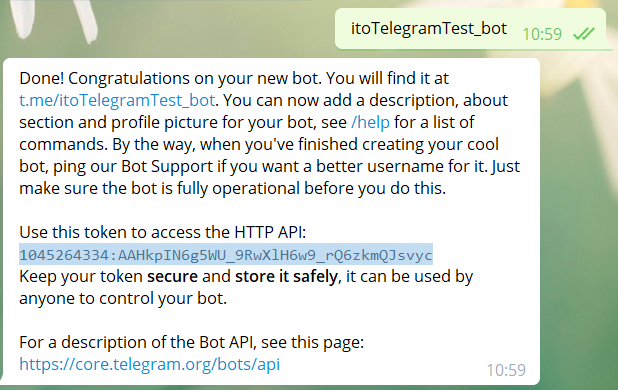 itoTelegramTest_bot 10:59
Done! Congratulations on your new bot. You will find it at
t.me/itoTelegramTest_bot. You can now add a description, about
section and profile picture for your bot, see /help for a list of
commands. By the way, when you've finished creating your cool
bot, ping our Bot Support if you want a better username for it. Just
make sure the bot is fully operational before you do this.
Use this token to access the HTTP API:
1045264334:AAHkpIN6g5WU_9RwXlH6w9_rQ6zkmQJsvyc
Keep your token secure and store it safely, it can be used by
anyone to control your bot.
For a description of the Bot API, see this page:
https://core.telegram.org/bots/api 10:59